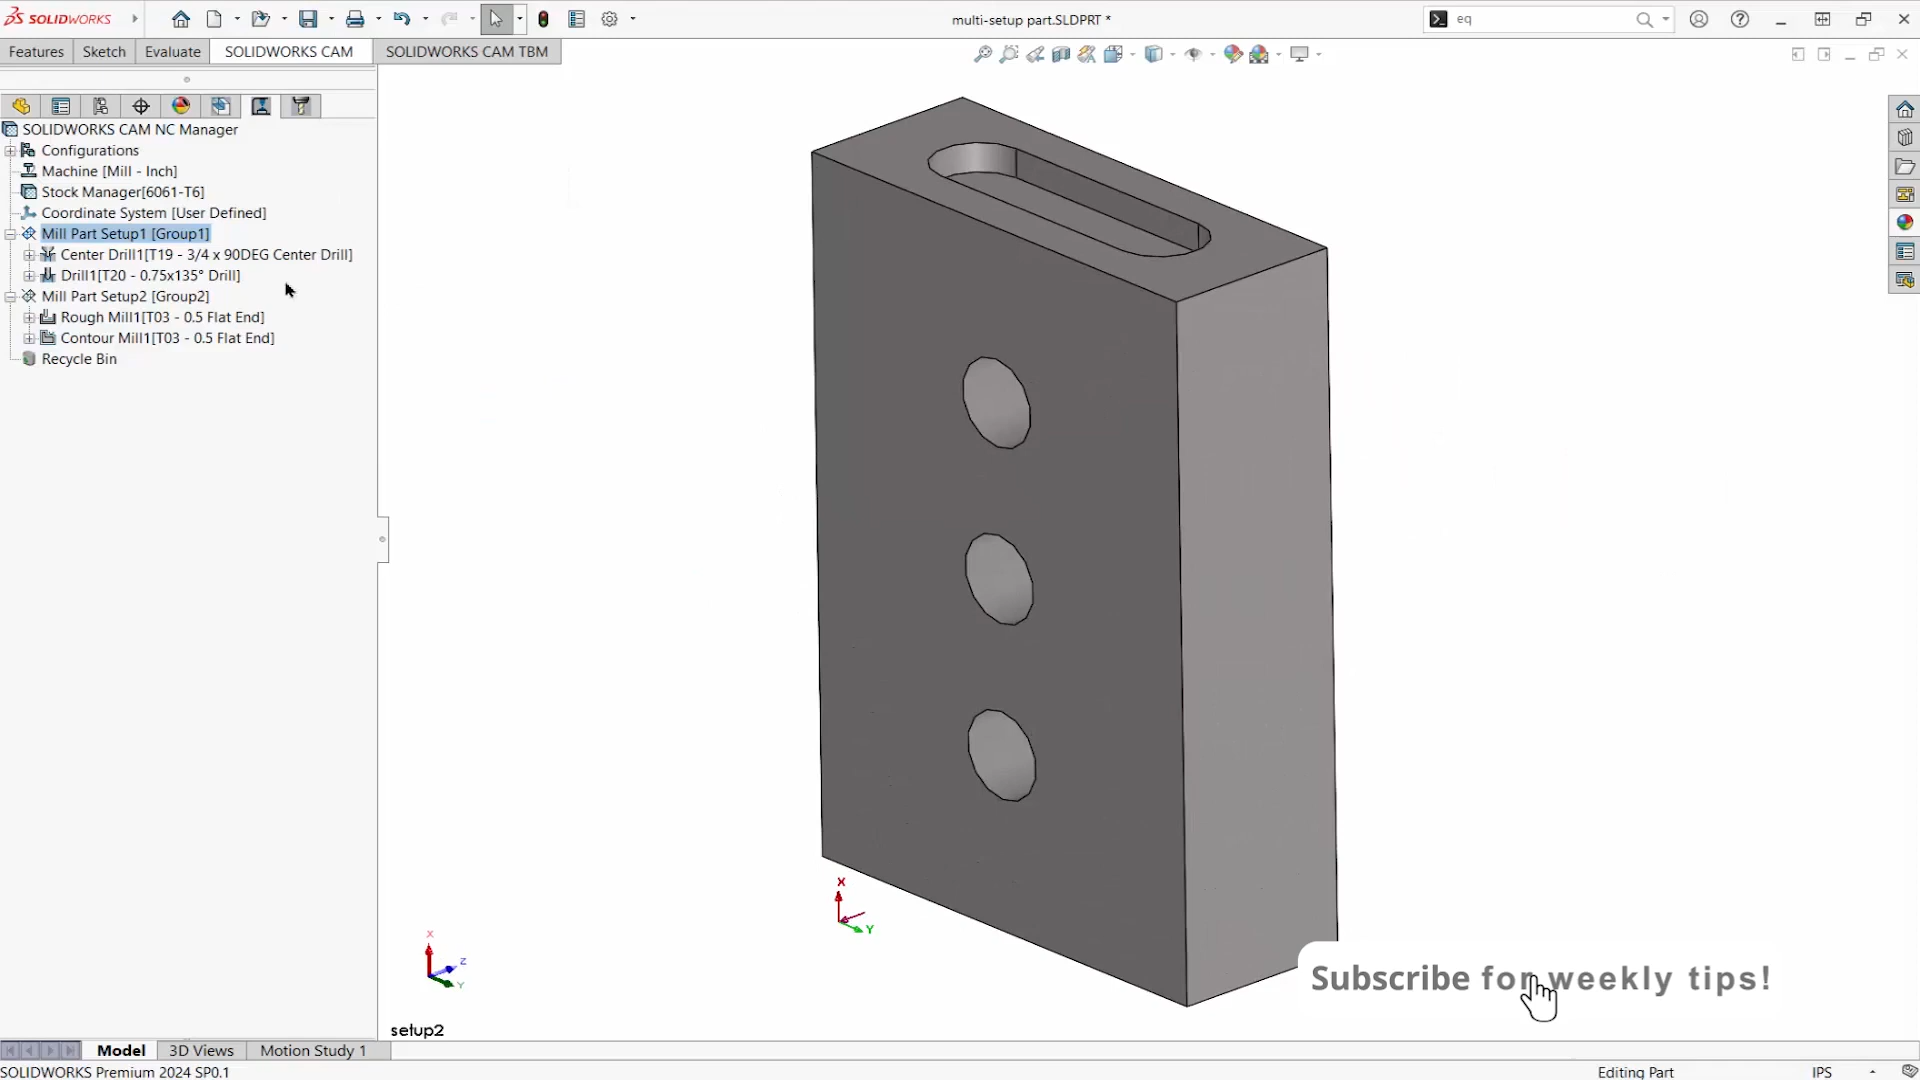 SOLIDWORKS
multi-setup part.SLDPRT *
eq
Features
Sketch
Evaluate
SOLIDWORKS CAM
SOLIDWORKS CAM TBM
SOLIDWORKS CAM NC Manager
Configurations
Machine [Mill - Inch]
Stock Manager[6061-T6]
Coordinate System [User Defined]
Mill Part Setup1 [Group1]
Center Drill1[T19 - 3/4 x 90DEG Center Drill]
Drill1[T20 - 0.75x135° Drill]
Mill Part Setup2 [Group2]
Rough Mill1[T03 - 0.5 Flat End]
Contour Mill1[T03 - 0.5 Flat End]
Recycle Bin
X
Y
X
Z
Y
Subscribe for weekly tips!
setup2
Model
3D Views
Motion Study 1
SOLIDWORKS Premium 2024 SP0.1
Editing Part
IPS